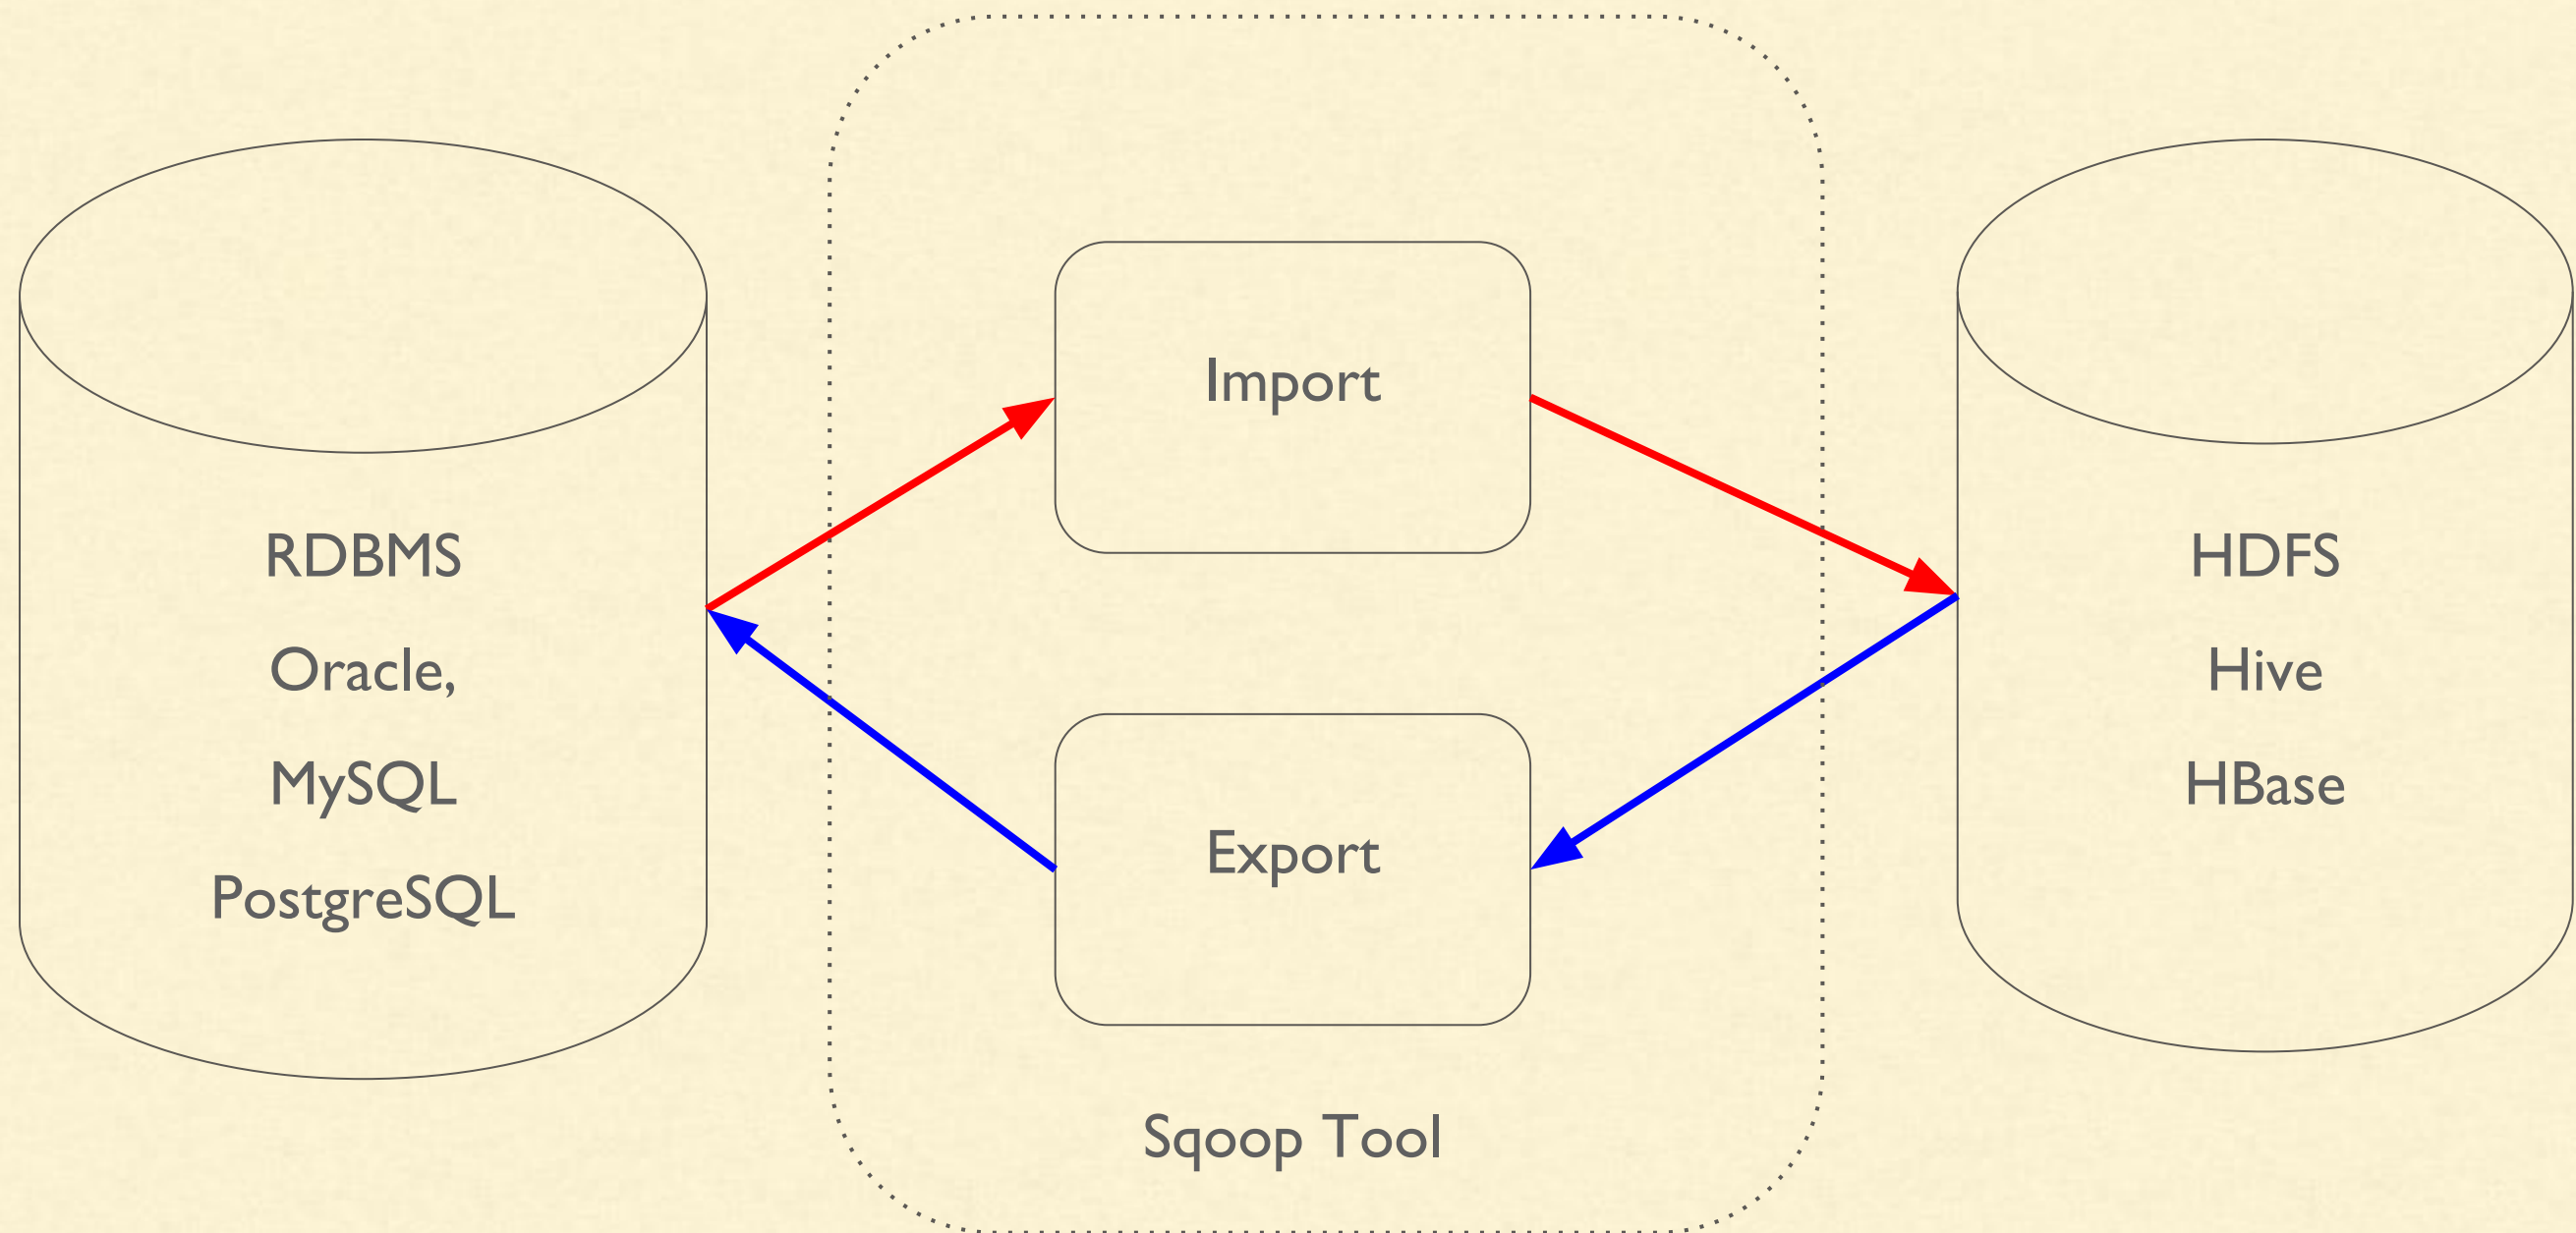 RDBMS
Oracle,
MySQL
PostgreSQL
Import
Export
Sqoop Tool
HDFS
Hive
HBase